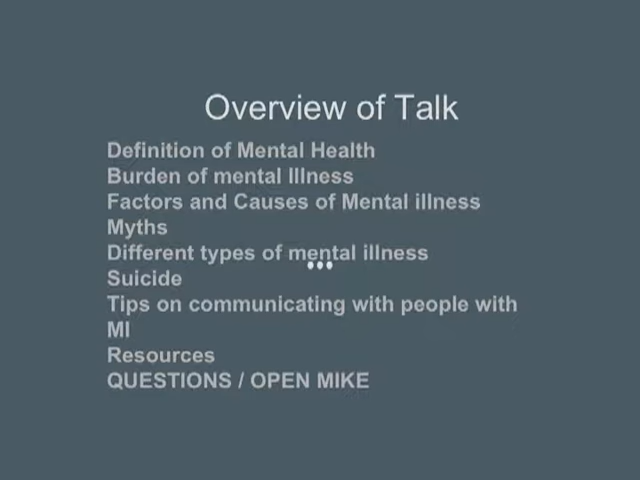 Overview of Talk
Definition of Mental Health
Burden of mental Illness
Factors and Causes of Mental illness
Myths
Different types of mental illness
Suicide
Tips on communicating with people with
MI
Resources
QUESTIONS / OPEN MIKE